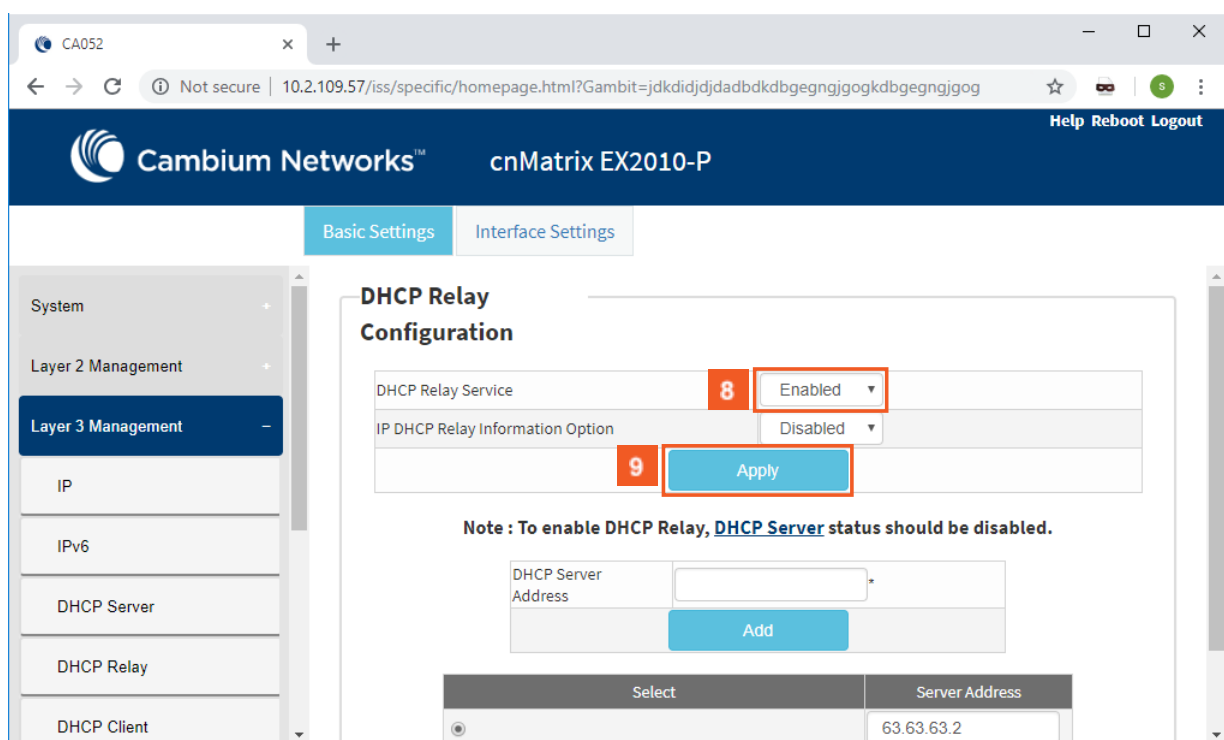 CA052
Not secure | 10.2.109.57/iss/specific/homepage.html?Gambit=jdkdidjdjdadbdkdbgegngjgogkdbgegngjgog
S
Help Reboot Logout
Cambium Networks™ cnMatrix EX2010-P
Basic Settings Interface Settings
System +
Layer 2 Management +
Layer 3 Management –
IP
IPv6
DHCP Server
DHCP Relay
DHCP Client
DHCP Relay
Configuration
DHCP Relay Service 8 Enabled
IP DHCP Relay Information Option Disabled
9 Apply
Note : To enable DHCP Relay, DHCP Server status should be disabled.
DHCP Server
Address *
Add
Select Server Address
63.63.63.2